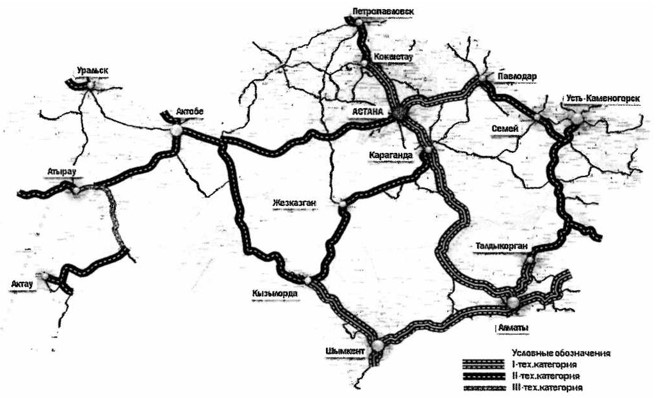 Петропавловск
Кокшетау
Павлодар
Уральск
Усть-Каменогорск
Актобе
АСТАНА
Семей
Караганда
Атырау
Жезказган
Талдыкорган
Актау
Кызылорда
Алматы
Шымкент
Условные обозначения
I-тех.категория
II-тех.категория
III-тех.категория